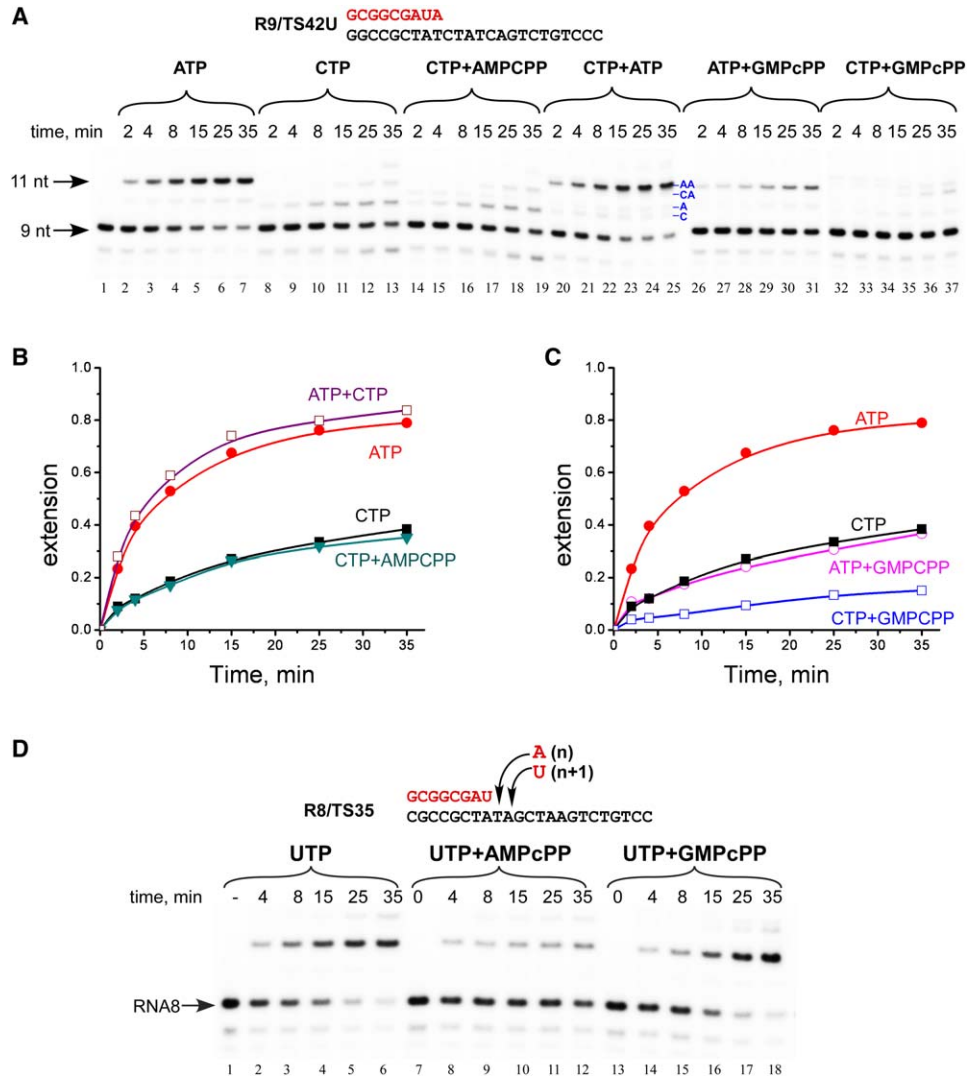 A
R9/TS42U
GCGGCGAUA
GGCCGCTATCTATCAGTCTGTCCC
ATP CTP CTP+AMPCPP CTP+ATP ATP+GMPcPP CTP+GMPcPP
time, min 2 4 8 15 25 35 2 4 8 15 25 35 2 4 8 15 25 35 2 4 8 15 25 35 2 4 8 15 25 35 2 4 8 15 25 35
11 nt
AA
CA
A
C
9 nt
1 2 3 4 5 6 7 8 9 10 11 12 13 14 15 16 17 18 19 20 21 22 23 24 25 26 27 28 29 30 31 32 33 34 35 36 37
B
extension
1.0
0.8
0.6
0.4
0.2
0.0
ATP+CTP
ATP
CTP
CTP+AMPCPP
0 5 10 15 20 25 30 35
Time, min
C
extension
1.0
0.8
0.6
0.4
0.2
0.0
ATP
CTP
ATP+GMPCPP
CTP+GMPCPP
0 5 10 15 20 25 30 35
Time, min
D
A (n)
U (n+1)
R8/TS35
GCGGCGAU
CGCCGCTATAGCTAAGTCTGTCC
UTP UTP+AMPcPP UTP+GMPcPP
time, min - 4 8 15 25 35 0 4 8 15 25 35 0 4 8 15 25 35
RNA8
1 2 3 4 5 6 7 8 9 10 11 12 13 14 15 16 17 18